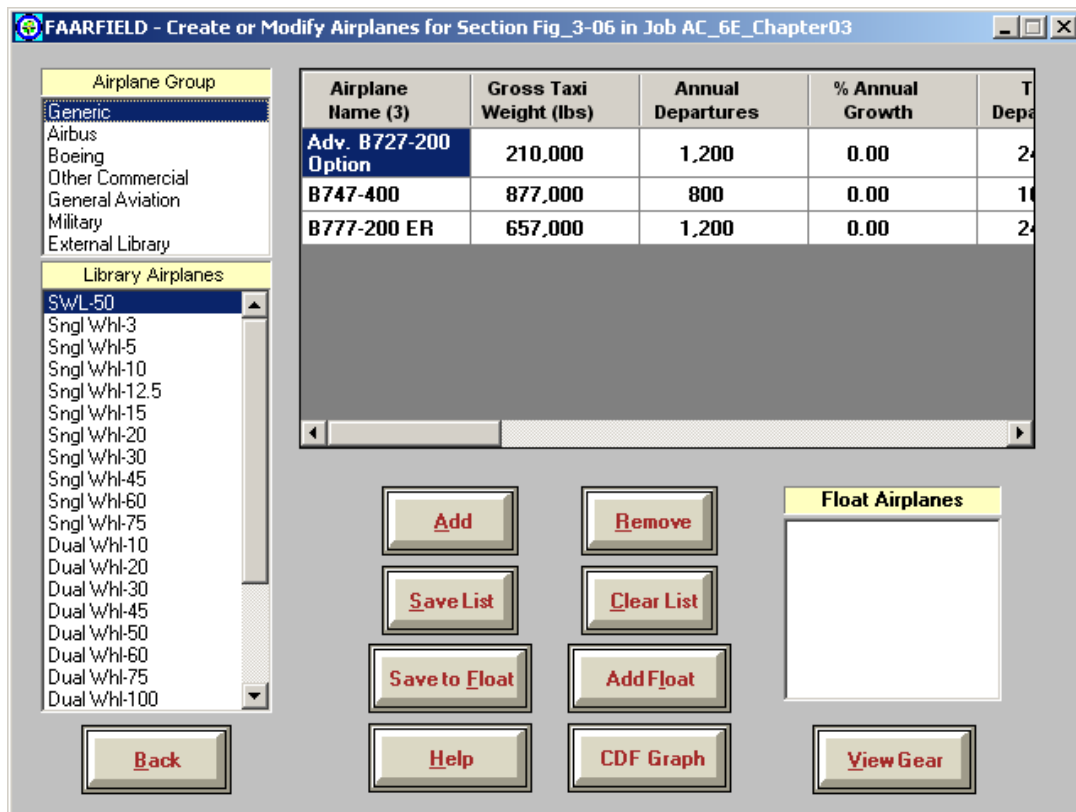 FAARFIELD - Create or Modify Airplanes for Section Fig_3-06 in Job AC_6E_Chapter03
Airplane Group
Generic
Airbus
Boeing
Other Commercial
General Aviation
Military
External Library
Library Airplanes
SWL-50
Sngl Whl-3
Sngl Whl-5
Sngl Whl-10
Sngl Whl-12.5
Sngl Whl-15
Sngl Whl-20
Sngl Whl-30
Sngl Whl-45
Sngl Whl-60
Sngl Whl-75
Dual Whl-10
Dual Whl-20
Dual Whl-30
Dual Whl-45
Dual Whl-50
Dual Whl-60
Dual Whl-75
Dual Whl-100
Airplane Gross Taxi Annual % Annual T
Name (3) Weight (lbs) Departures Growth Depa
Adv. B727-200
Option 210,000 1,200 0.00 24
B747-400 877,000 800 0.00
B777-200 ER 657,000 1,200 0.00 24
Add Remove
Save List Clear List
Save to Float Add Float
Back Help CDF Graph
Float Airplanes
View Gear